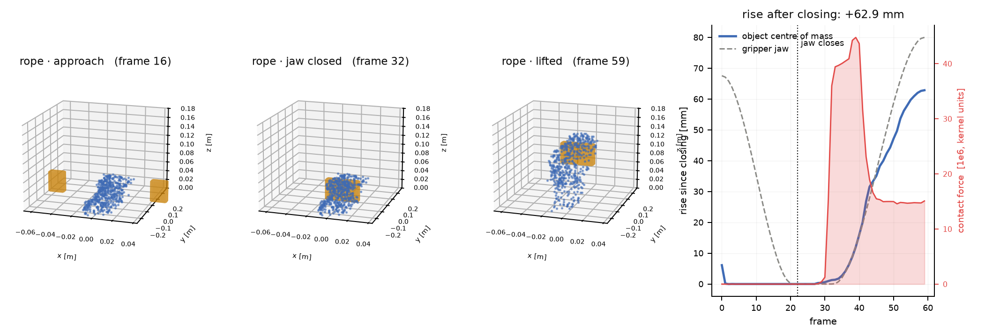 rope · approach   (frame 16)
0.18
0.16
0.14
0.12
0.10
0.08
0.06
0.04
0.02
0.00
z [m]
0.2
0.1
0.0
−0.1
−0.2
y [m]
−0.06 −0.04 −0.02 0.00 0.02 0.04
x [m]
rope · jaw closed   (frame 32)
0.18
0.16
0.14
0.12
0.10
0.08
0.06
0.04
0.02
0.00
z [m]
0.2
0.1
0.0
−0.1
−0.2
y [m]
−0.06 −0.04 −0.02 0.00 0.02 0.04
x [m]
rope · lifted   (frame 59)
0.18
0.16
0.14
0.12
0.10
0.08
0.06
0.04
0.02
0.00
z [m]
0.2
0.1
0.0
−0.1
−0.2
y [m]
−0.06 −0.04 −0.02 0.00 0.02 0.04
x [m]
rise after closing: +62.9 mm
object centre of mass
gripper jaw
jaw closes
80
70
60
50
40
30
20
10
0
rise since closing [mm]
0 10 20 30 40 50 60
frame
40
30
20
10
0
contact force  [1e6, kernel units]